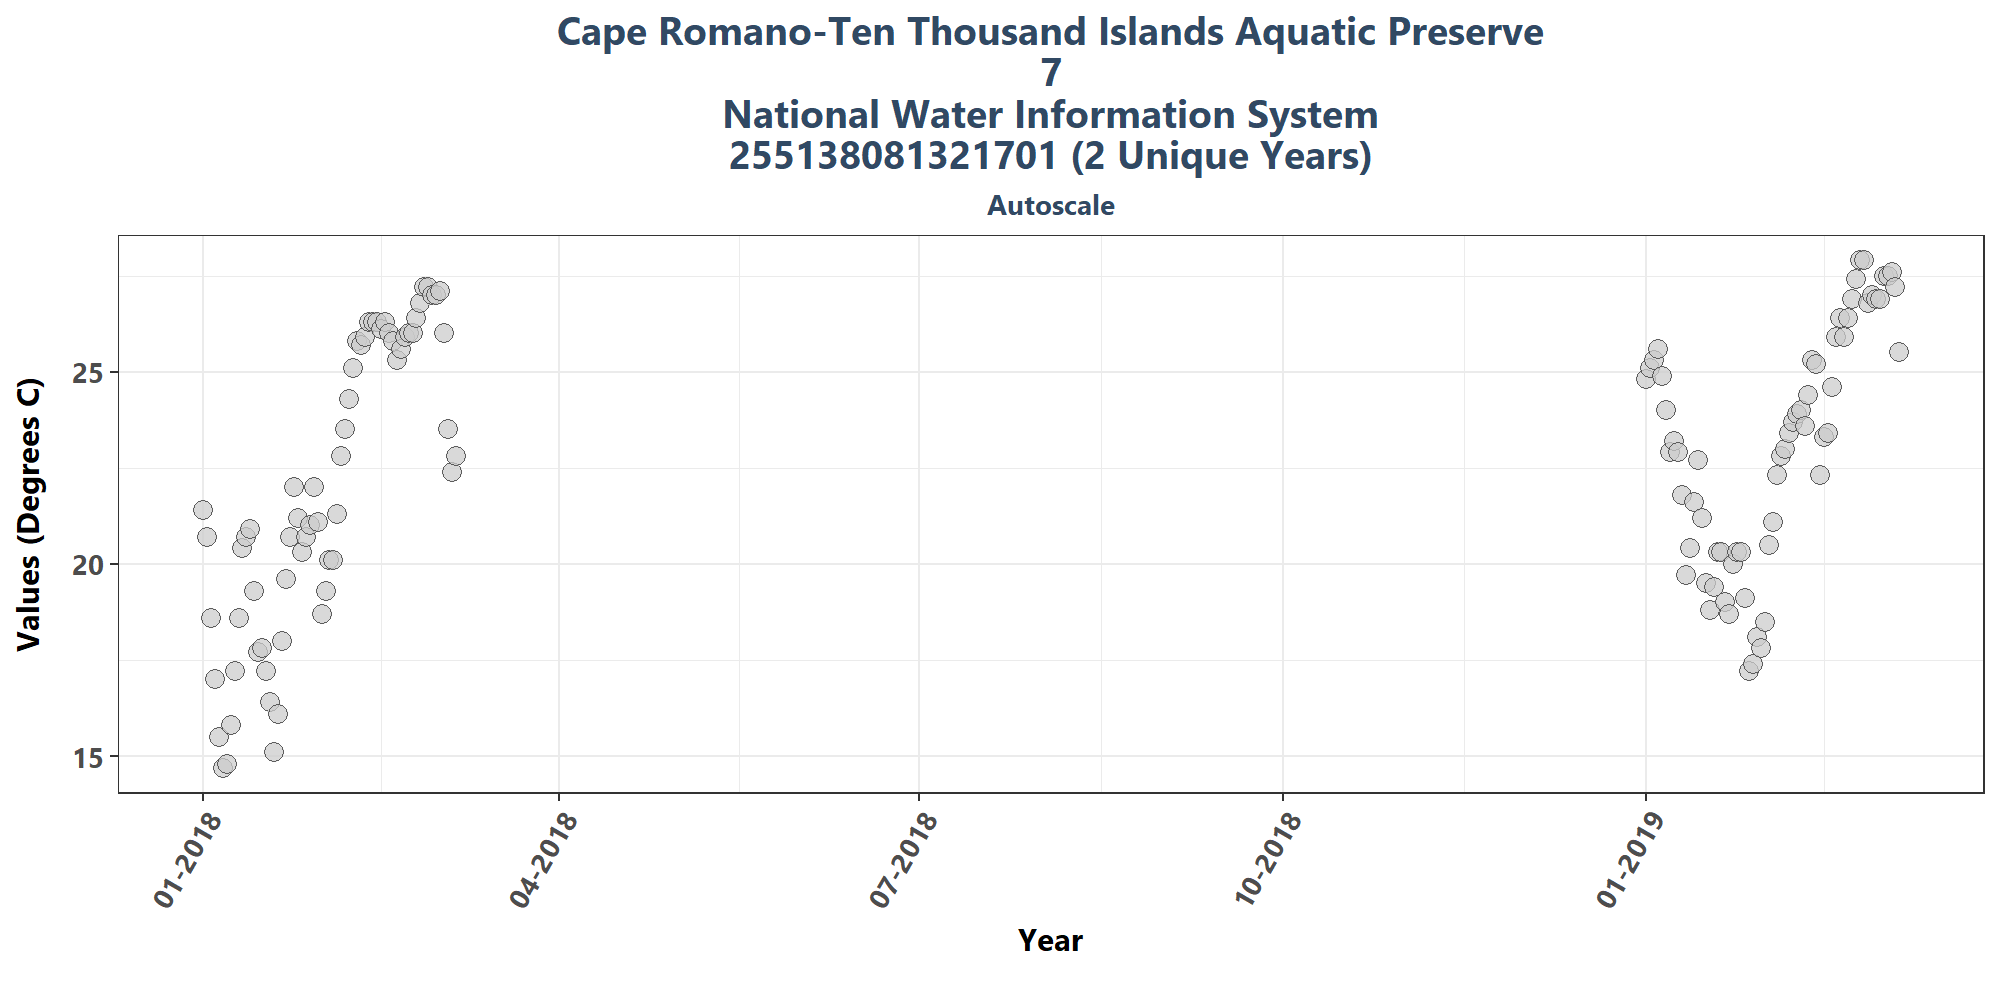 Cape Romano-Ten Thousand Islands Aquatic Preserve
7
National Water Information System
255138081321701 (2 Unique Years)
Autoscale
Values (Degrees C)
25
20
15
01-2018
04-2018
07-2018
10-2018
01-2019
Year